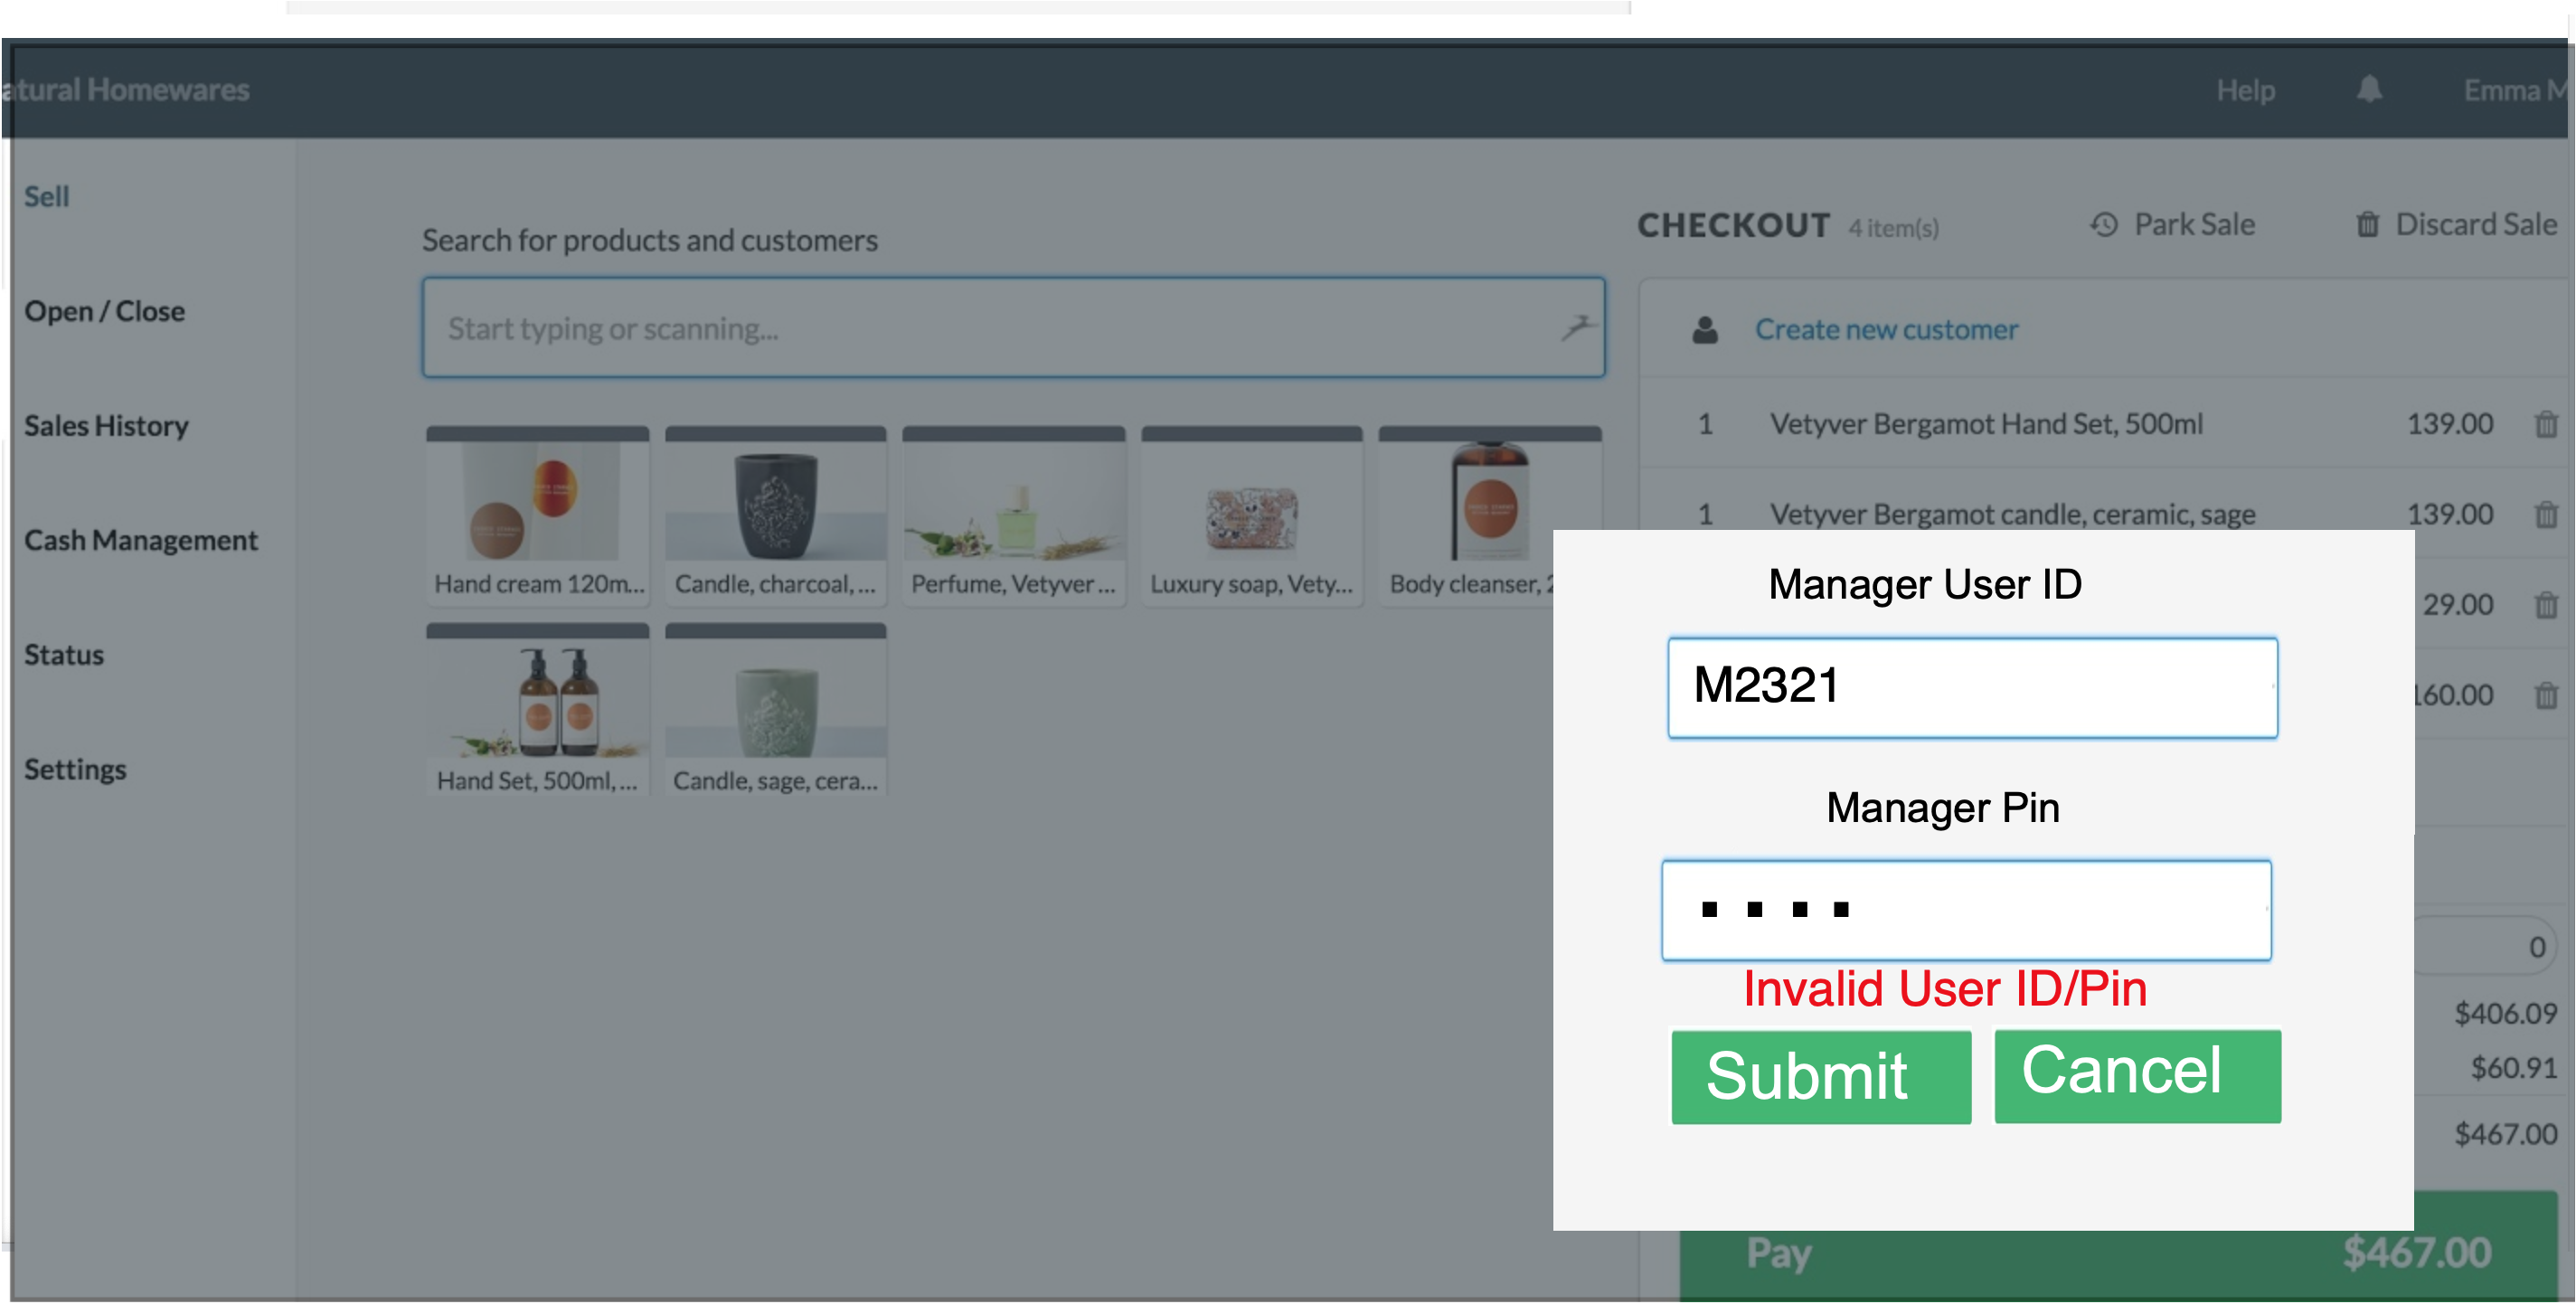 atural Homewares
Help
Emma M
Sell
Open / Close
Sales History
Cash Management
Status
Settings
Search for products and customers
Start typing or scanning...
Hand cream 120m...
Candle, charcoal, ...
Perfume, Vetyver ...
Luxury soap, Vety...
Body cleanser, 2
Hand Set, 500ml, ...
Candle, sage, cera...
CHECKOUT 4 item(s)
Park Sale
Discard Sale
Create new customer
1 Vetyver Bergamot Hand Set, 500ml 139.00
1 Vetyver Bergamot candle, ceramic, sage 139.00
29.00
160.00
0
$406.09
$60.91
$467.00
Pay $467.00
Manager User ID
M2321
Manager Pin
Invalid User ID/Pin
Submit
Cancel